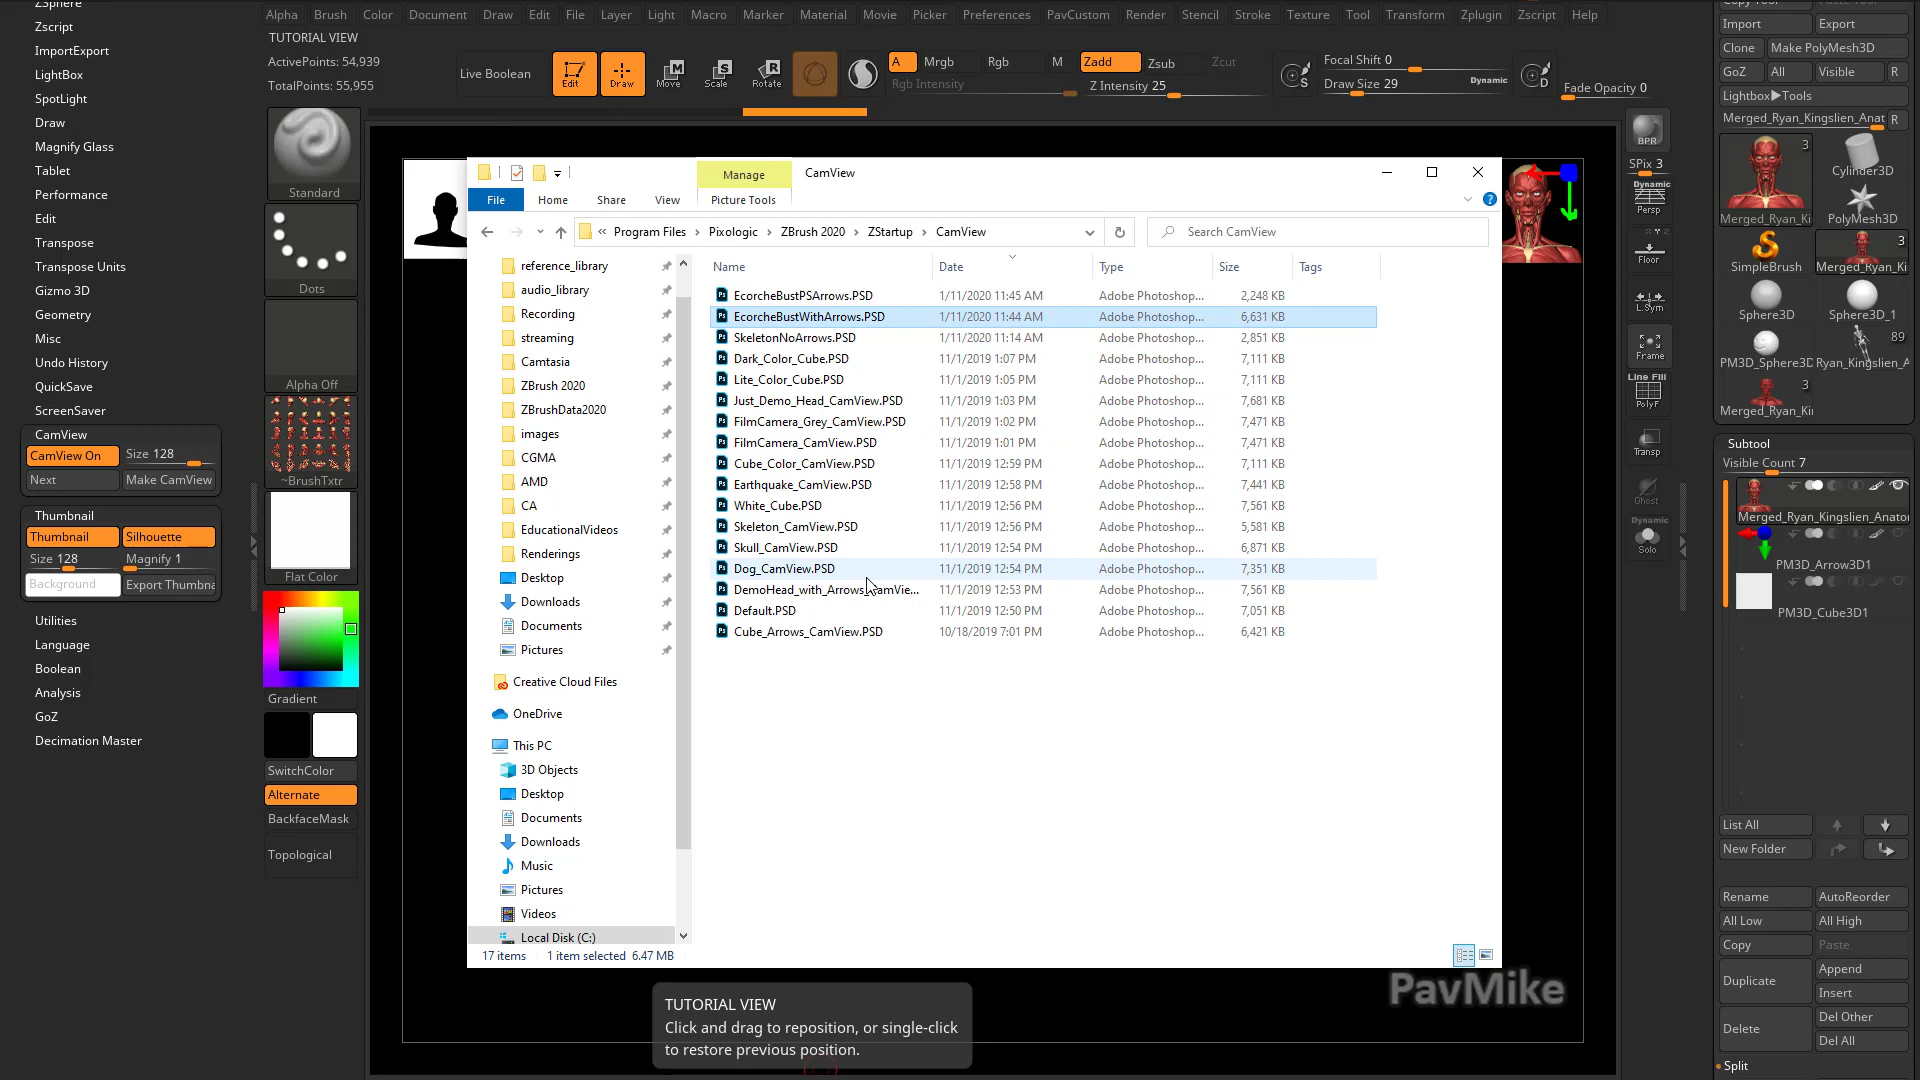 ZSphere
Zscript
ImportExport
LightBox
SpotLight
Draw
Magnify Glass
Tablet
Performance
Edit
Transpose
Transpose Units
Gizmo 3D
Geometry
Misc
Undo History
QuickSave
ScreenSaver
CamView
CamView On
Size 128
Next
Make CamView
Thumbnail
Thumbnail
Silhouette
Size 128
Magnify 1
Background
Export Thumbna
Utilities
Language
Boolean
Analysis
GoZ
Decimation Master
Alpha Brush Color Document Draw Edit File Layer Light Macro Marker Material Movie Picker Preferences PavCustom Render Stencil Stroke Texture Tool Transform Zplugin Zscript Help
TUTORIAL VIEW
ActivePoints: 54,939
TotalPoints: 55,955
Live Boolean
Edit
Draw
Move
Scale
Rotate
A
Mrgb
Rgb
M
Zadd
Zsub
Zcut
Rgb Intensity
Z Intensity 25
S
Focal Shift 0
Draw Size 29
Dynamic
D
Fade Opacity 0
Standard
Dots
Alpha Off
~BrushTxtr
Flat Color
Gradient
SwitchColor
Alternate
BackfaceMask
Topological
Manage
CamView
File
Home
Share
View
Picture Tools
« Program Files › Pixologic › ZBrush 2020 › ZStartup › CamView
Search CamView
reference_library
audio_library
Recording
streaming
Camtasia
ZBrush 2020
ZBrushData2020
images
CGMA
AMD
CA
EducationalVideos
Renderings
Desktop
Downloads
Documents
Pictures
Creative Cloud Files
OneDrive
This PC
3D Objects
Desktop
Documents
Downloads
Music
Pictures
Videos
Local Disk (C:)
Name Date Type Size Tags
EcorcheBustPSArrows.PSD 1/11/2020 11:45 AM Adobe Photoshop... 2,248 KB
EcorcheBustWithArrows.PSD 1/11/2020 11:44 AM Adobe Photoshop... 6,631 KB
SkeletonNoArrows.PSD 1/11/2020 11:14 AM Adobe Photoshop... 2,851 KB
Dark_Color_Cube.PSD 11/1/2019 1:07 PM Adobe Photoshop... 7,111 KB
Lite_Color_Cube.PSD 11/1/2019 1:05 PM Adobe Photoshop... 7,111 KB
Just_Demo_Head_CamView.PSD 11/1/2019 1:03 PM Adobe Photoshop... 7,681 KB
FilmCamera_Grey_CamView.PSD 11/1/2019 1:02 PM Adobe Photoshop... 7,471 KB
FilmCamera_CamView.PSD 11/1/2019 1:01 PM Adobe Photoshop... 7,471 KB
Cube_Color_CamView.PSD 11/1/2019 12:59 PM Adobe Photoshop... 7,111 KB
Earthquake_CamView.PSD 11/1/2019 12:58 PM Adobe Photoshop... 7,441 KB
White_Cube.PSD 11/1/2019 12:56 PM Adobe Photoshop... 7,561 KB
Skeleton_CamView.PSD 11/1/2019 12:56 PM Adobe Photoshop... 5,581 KB
Skull_CamView.PSD 11/1/2019 12:54 PM Adobe Photoshop... 6,871 KB
Dog_CamView.PSD 11/1/2019 12:54 PM Adobe Photoshop... 7,351 KB
DemoHead_with_Arrows_CamVie... 11/1/2019 12:53 PM Adobe Photoshop... 7,561 KB
Default.PSD 11/1/2019 12:50 PM Adobe Photoshop... 7,051 KB
Cube_Arrows_CamView.PSD 10/18/2019 7:01 PM Adobe Photoshop... 6,421 KB
17 items 1 item selected 6.47 MB
PavMike
TUTORIAL VIEW
Click and drag to reposition, or single-click
to restore previous position.
BPR
SPix 3
Dynamic
Persp
Floor
L.Sym
Frame
Line Fill
PolyF
Transp
Ghost
Dynamic
Solo
Import
Export
Clone
Make PolyMesh3D
GoZ
All
Visible
R
Lightbox▶Tools
Merged_Ryan_Kingslien_Anat
R
3
Merged_Ryan_Ki
Cylinder3D
PolyMesh3D
SimpleBrush
3
Merged_Ryan_Ki
Sphere3D
Sphere3D_1
PM3D_Sphere3D
89
Ryan_Kingslien_A
3
Merged_Ryan_Ki
Subtool
Visible Count 7
Merged_Ryan_Kingslien_Anator
PM3D_Arrow3D1
PM3D_Cube3D1
List All
New Folder
Rename
AutoReorder
All Low
All High
Copy
Paste
Duplicate
Append
Insert
Delete
Del Other
Del All
Split